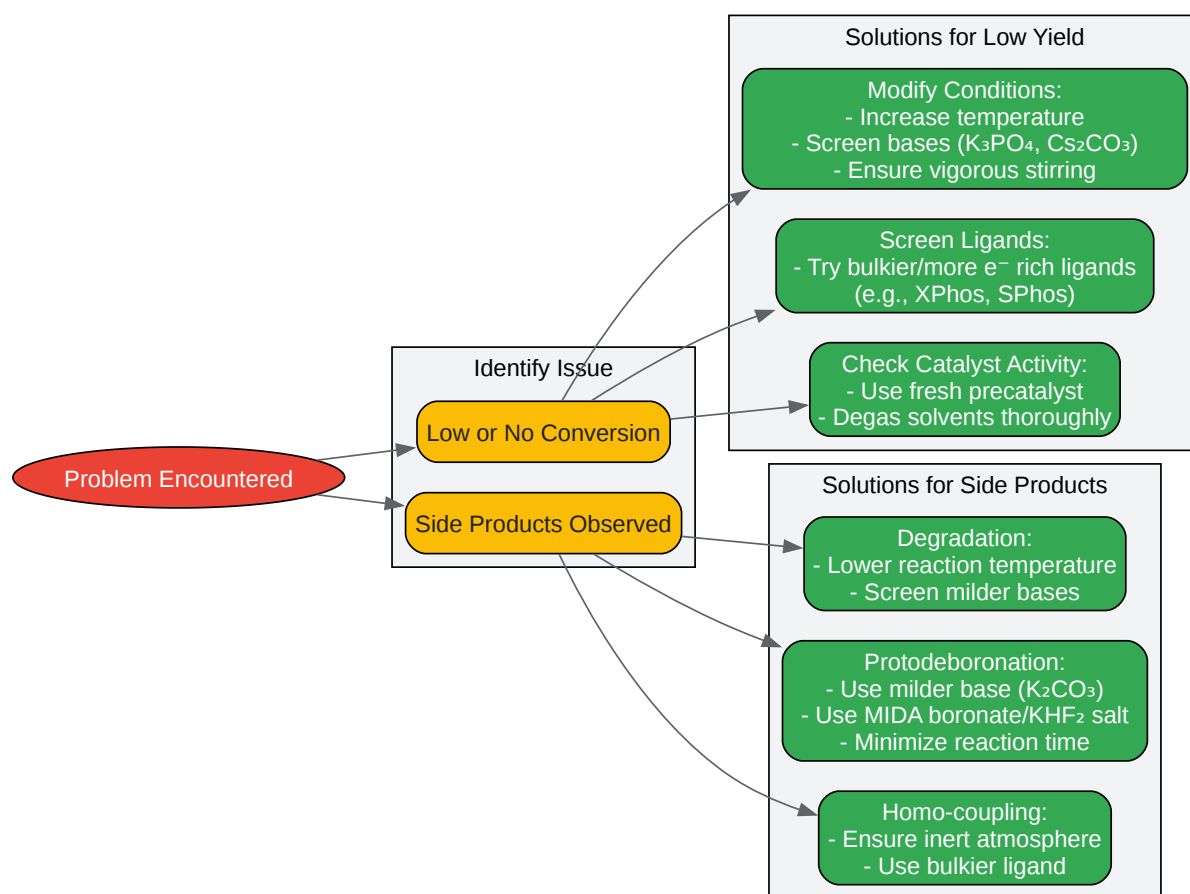 Problem Encountered
Identify Issue
Low or No Conversion
Side Products Observed
Solutions for Low Yield
Modify Conditions:
- Increase temperature
- Screen bases (K₃PO₄, Cs₂CO₃)
- Ensure vigorous stirring
Screen Ligands:
- Try bulkier/more e⁻ rich ligands
(e.g., XPhos, SPhos)
Check Catalyst Activity:
- Use fresh precatalyst
- Degas solvents thoroughly
Solutions for Side Products
Degradation:
- Lower reaction temperature
- Screen milder bases
Protodeboronation:
- Use milder base (K₂CO₃)
- Use MIDA boronate/KHF₂ salt
- Minimize reaction time
Homo-coupling:
- Ensure inert atmosphere
- Use bulkier ligand